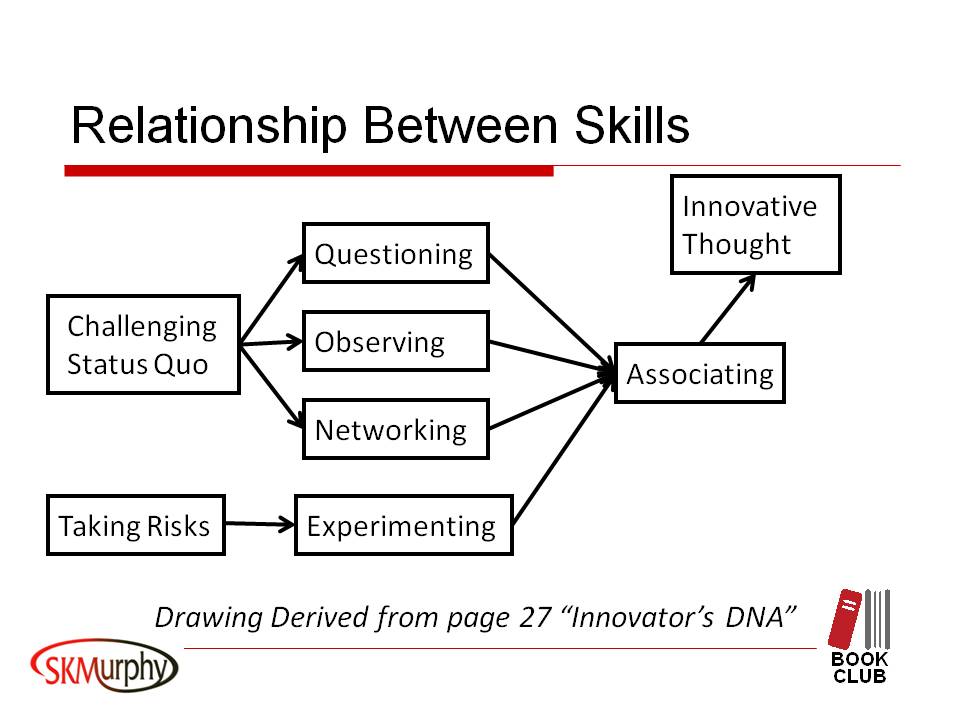 Relationship Between Skills
Innovative
Thought
Questioning
Challenging
Status Quo
Observing
Associating
Networking
Taking Risks
Experimenting
Drawing Derived from page 27 “Innovator’s DNA”
SKMurphy
BOOK
CLUB